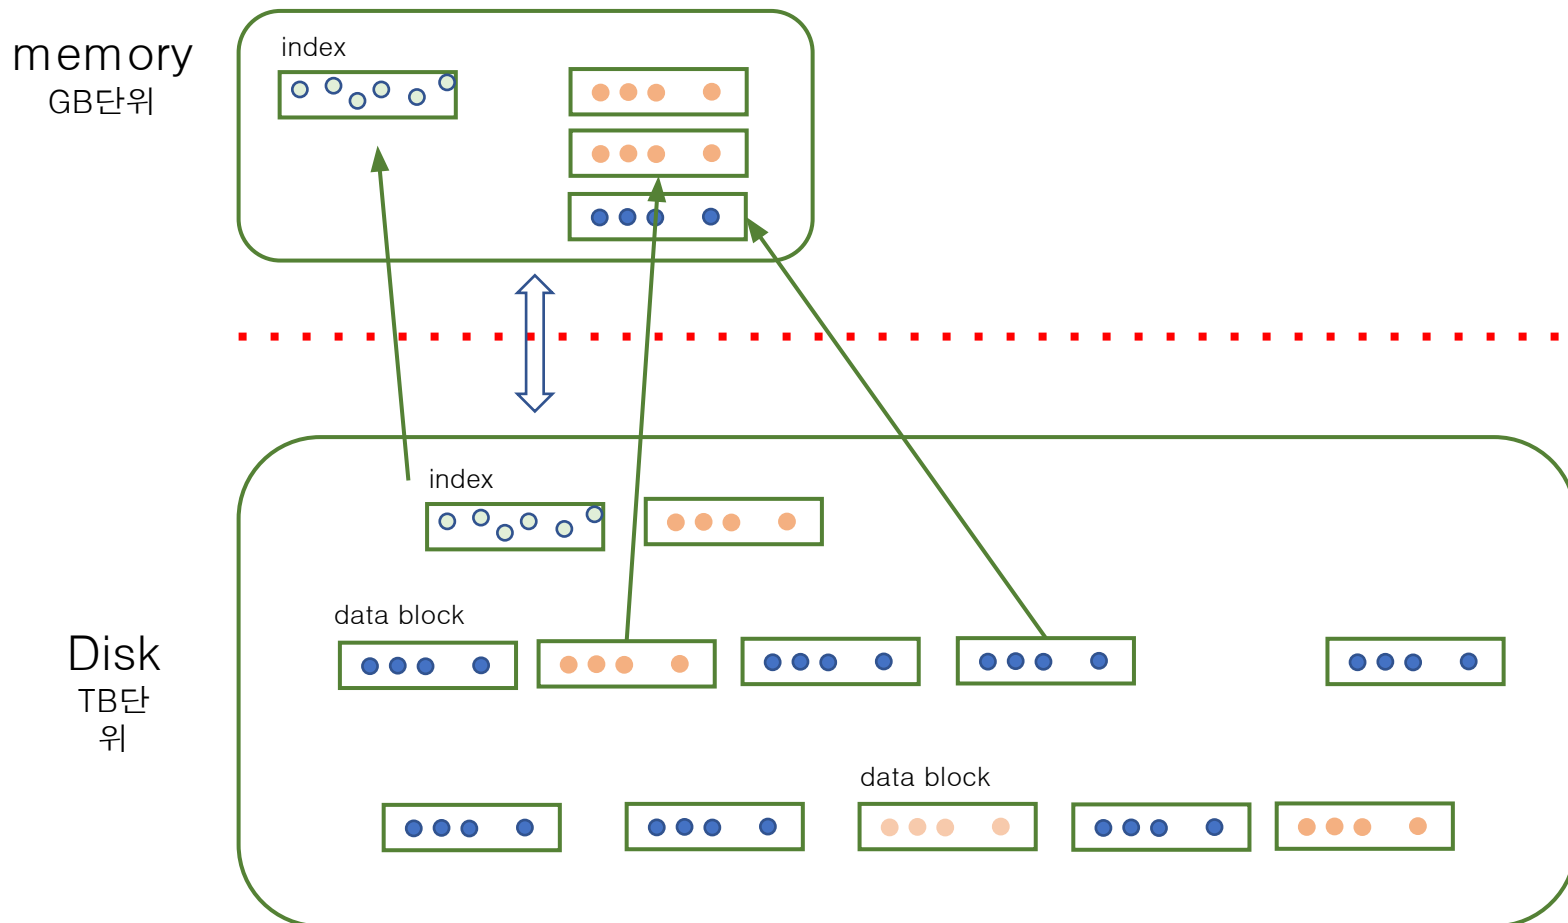 memory
GB단위
index
index
data block
Disk
TB단
위
data block